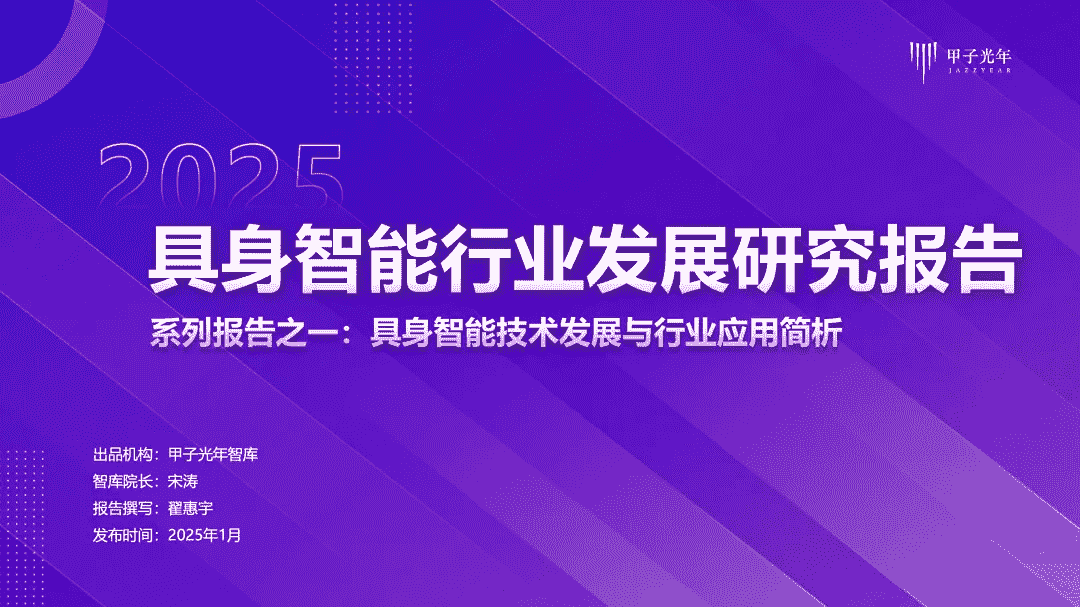 甲子光年
JAZZYEAR
2025
具身智能行业发展研究报告
系列报告之一：具身智能技术发展与行业应用简析
出品机构：甲子光年智库
智库院长：宋涛
报告撰写：翟惠宇
发布时间：2025年1月